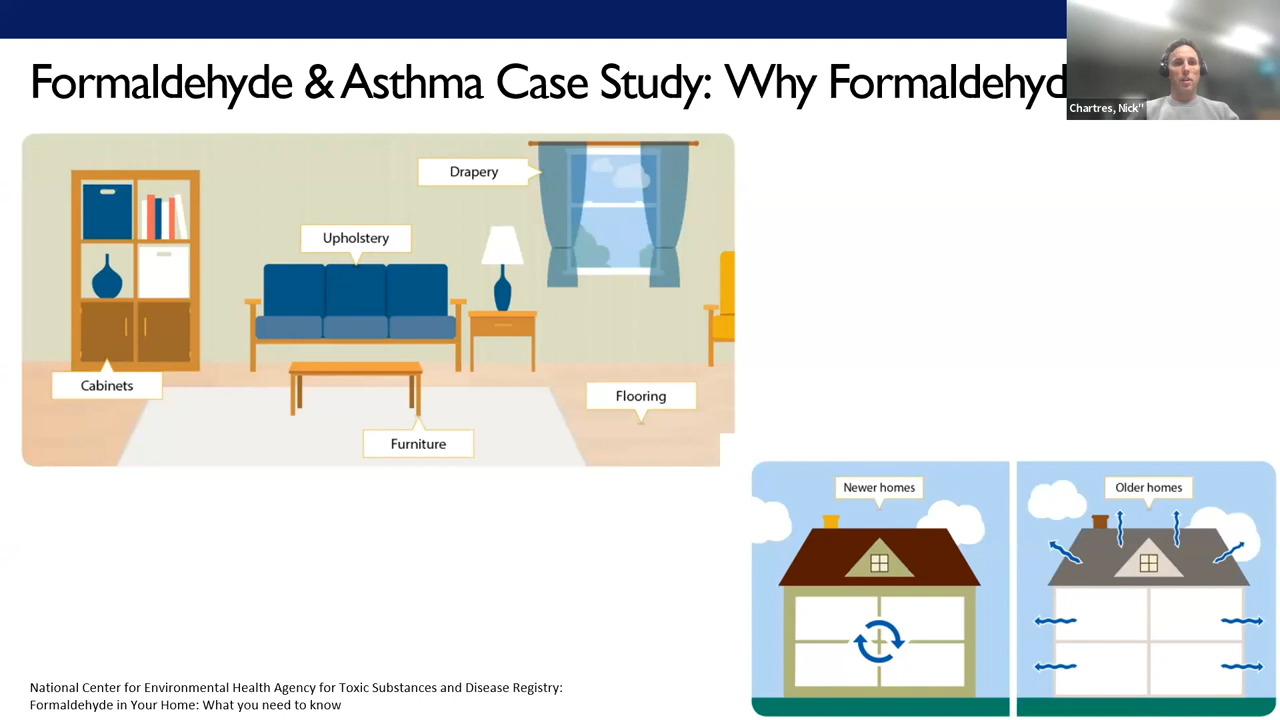 Formaldehyde & Asthma Case Study: Why Formaldehyd
Chartres, Nick"
Drapery
Upholstery
Cabinets
Flooring
Furniture
Newer homes
Older homes
National Center for Environmental Health Agency for Toxic Substances and Disease Registry:
Formaldehyde in Your Home: What you need to know